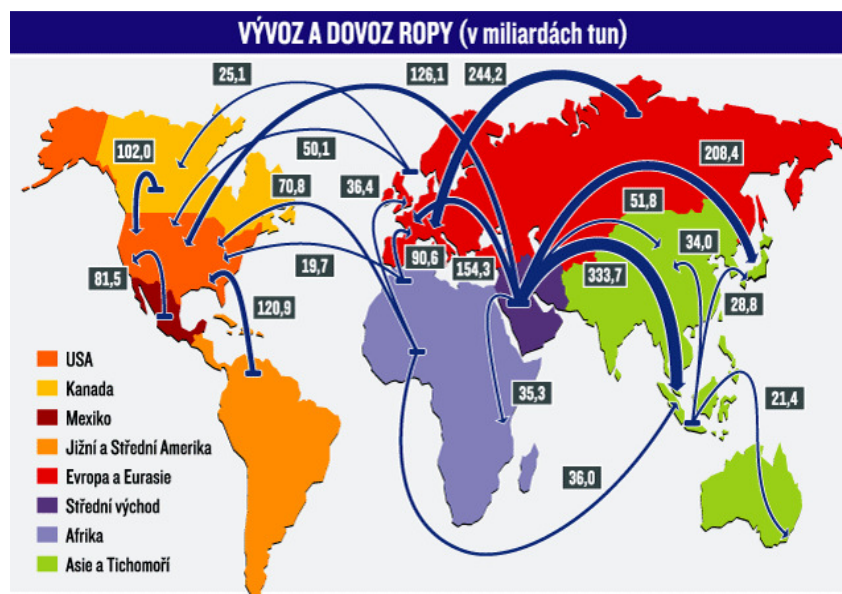 VÝVOZ A DOVOZ ROPY (v miliardách tun)
25,1
126,1
244,2
102,0
50,1
208,4
70,8
36,4
51,8
34,0
19,7
90,6
154,3
333,7
81,5
120,9
28,8
35,3
21,4
36,0
USA
Kanada
Mexiko
Jižní a Střední Amerika
Evropa a Eurasie
Střední východ
Afrika
Asie a Tichomoří